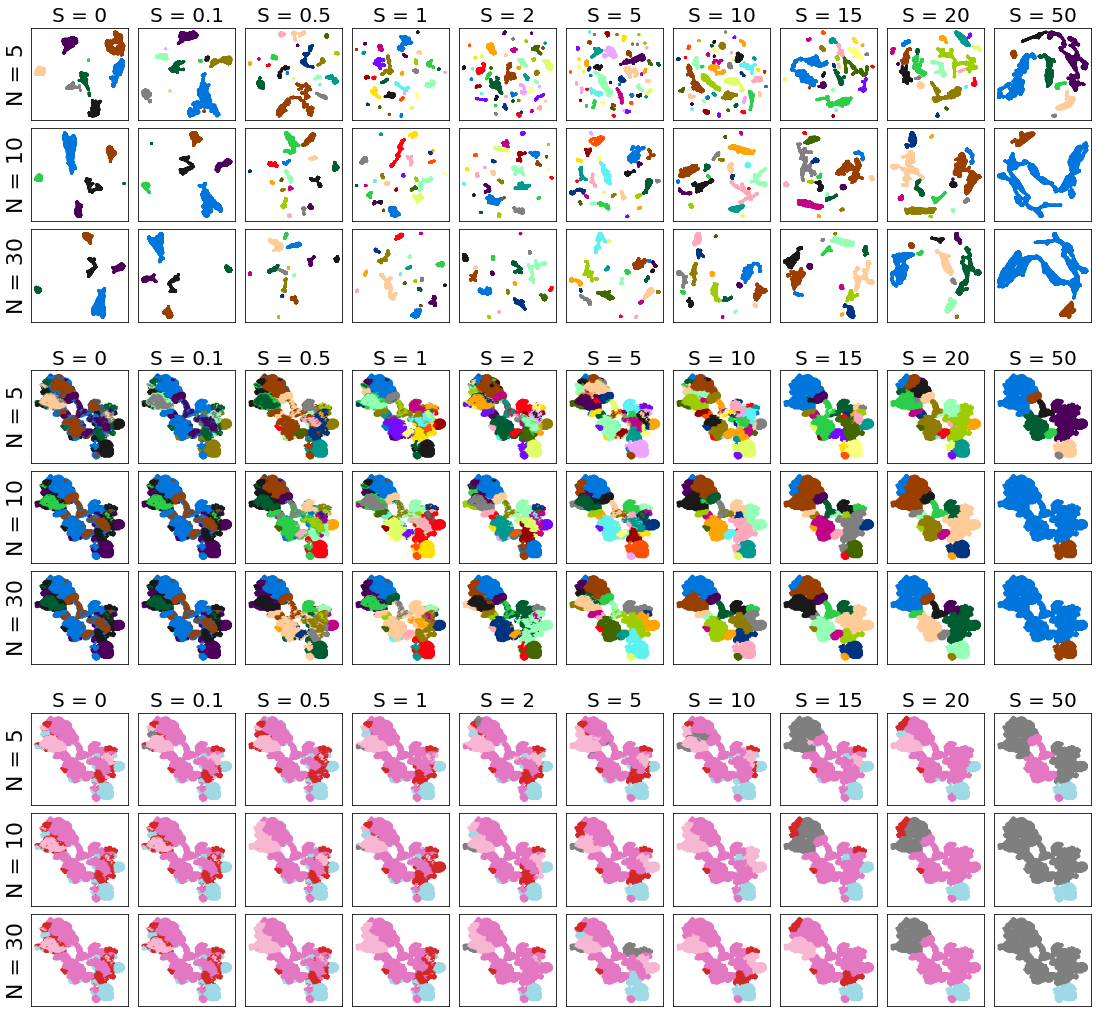 S = 0 S = 0.1 S = 0.5 S = 1 S = 2 S = 5 S = 10 S = 15 S = 20 S = 50
N = 5
N = 10
N = 30
S = 0 S = 0.1 S = 0.5 S = 1 S = 2 S = 5 S = 10 S = 15 S = 20 S = 50
N = 5
N = 10
N = 30
S = 0 S = 0.1 S = 0.5 S = 1 S = 2 S = 5 S = 10 S = 15 S = 20 S = 50
N = 5
N = 10
N = 30